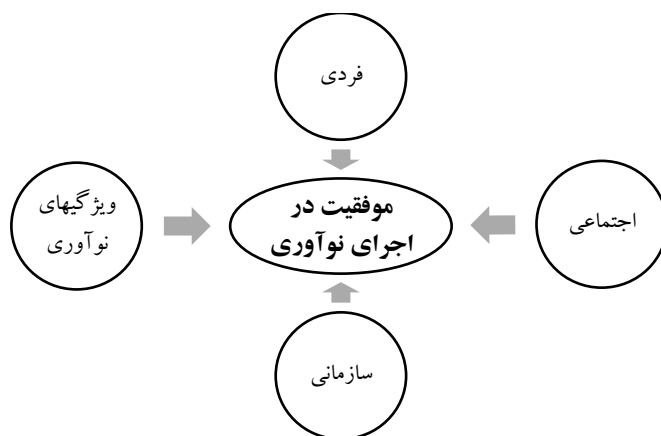 فردی
اجتماعی
موفقیت در
اجرای نوآوری
ویژگیهای
نوآوری
سازمانی